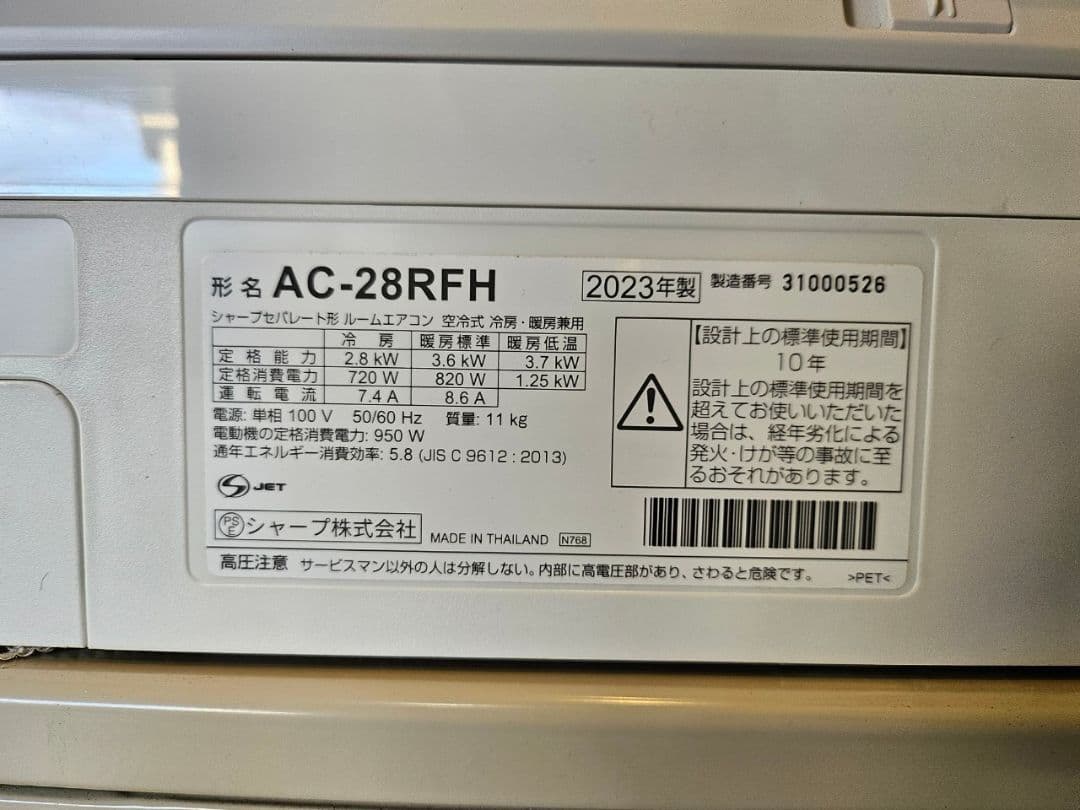 形名 AC-28RFH
2023年製 製造番号 31000526
シャープセパレート形 ルームエアコン 空冷式 冷房・暖房兼用
冷房 暖房標準 暖房低温
定格能力 2.8 kW 3.6 kW 3.7 kW
定格消費電力 720 W 820 W 1.25 kW
運転電流 7.4 A 8.6 A
電源: 単相 100 V 50/60 Hz 質量: 11 kg
電動機の定格消費電力: 950 W
通年エネルギー消費効率: 5.8 (JIS C 9612 : 2013)
S JET
PSE シャープ株式会社 MADE IN THAILAND N768
【設計上の標準使用期間】
10年
設計上の標準使用期間を
超えてお使いいただいた
場合は、経年劣化による
発火・けが等の事故に至
るおそれがあります。
高圧注意 サービスマン以外の人は分解しない。内部に高電圧部があり、さわると危険です。 >PET<